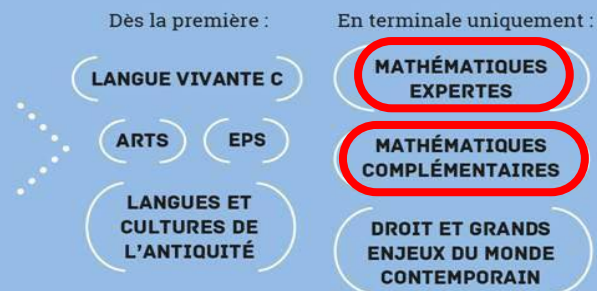 Dès la première :
LANGUE VIVANTE C
ARTS
EPS
LANGUES ET
CULTURES DE
L'ANTIQUITÉ
En terminale uniquement :
MATHÉMATIQUES
EXPERTES
MATHÉMATIQUES
COMPLÉMENTAIRES
DROIT ET GRANDS
ENJEUX DU MONDE
CONTEMPORAIN